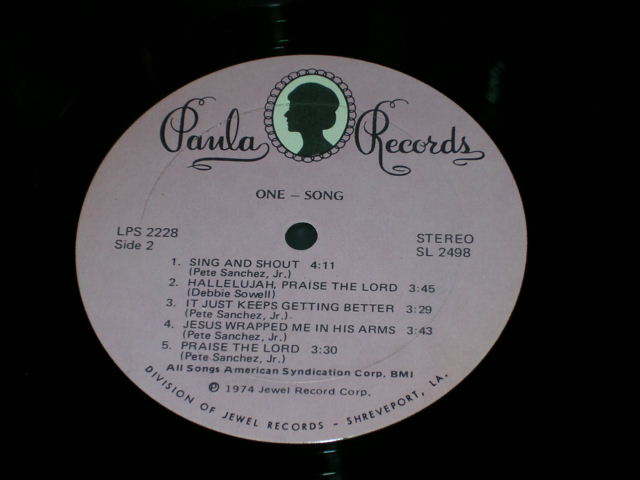 Paula Records
ONE – SONG
LPS 2228
Side 2
STEREO
SL 2498
1. SING AND SHOUT 4:11
(Pete Sanchez, Jr.)
2. HALLELUJAH, PRAISE THE LORD 3:45
(Debbie Sowell)
3. IT JUST KEEPS GETTING BETTER 3:29
(Pete Sanchez, Jr.)
4. JESUS WRAPPED ME IN HIS ARMS 3:43
(Pete Sanchez, Jr.)
5. PRAISE THE LORD 3:30
(Pete Sanchez, Jr.)
All Songs American Syndication Corp. BMI
℗ 1974 Jewel Record Corp.
DIVISION OF JEWEL RECORDS - SHREVEPORT, LA.